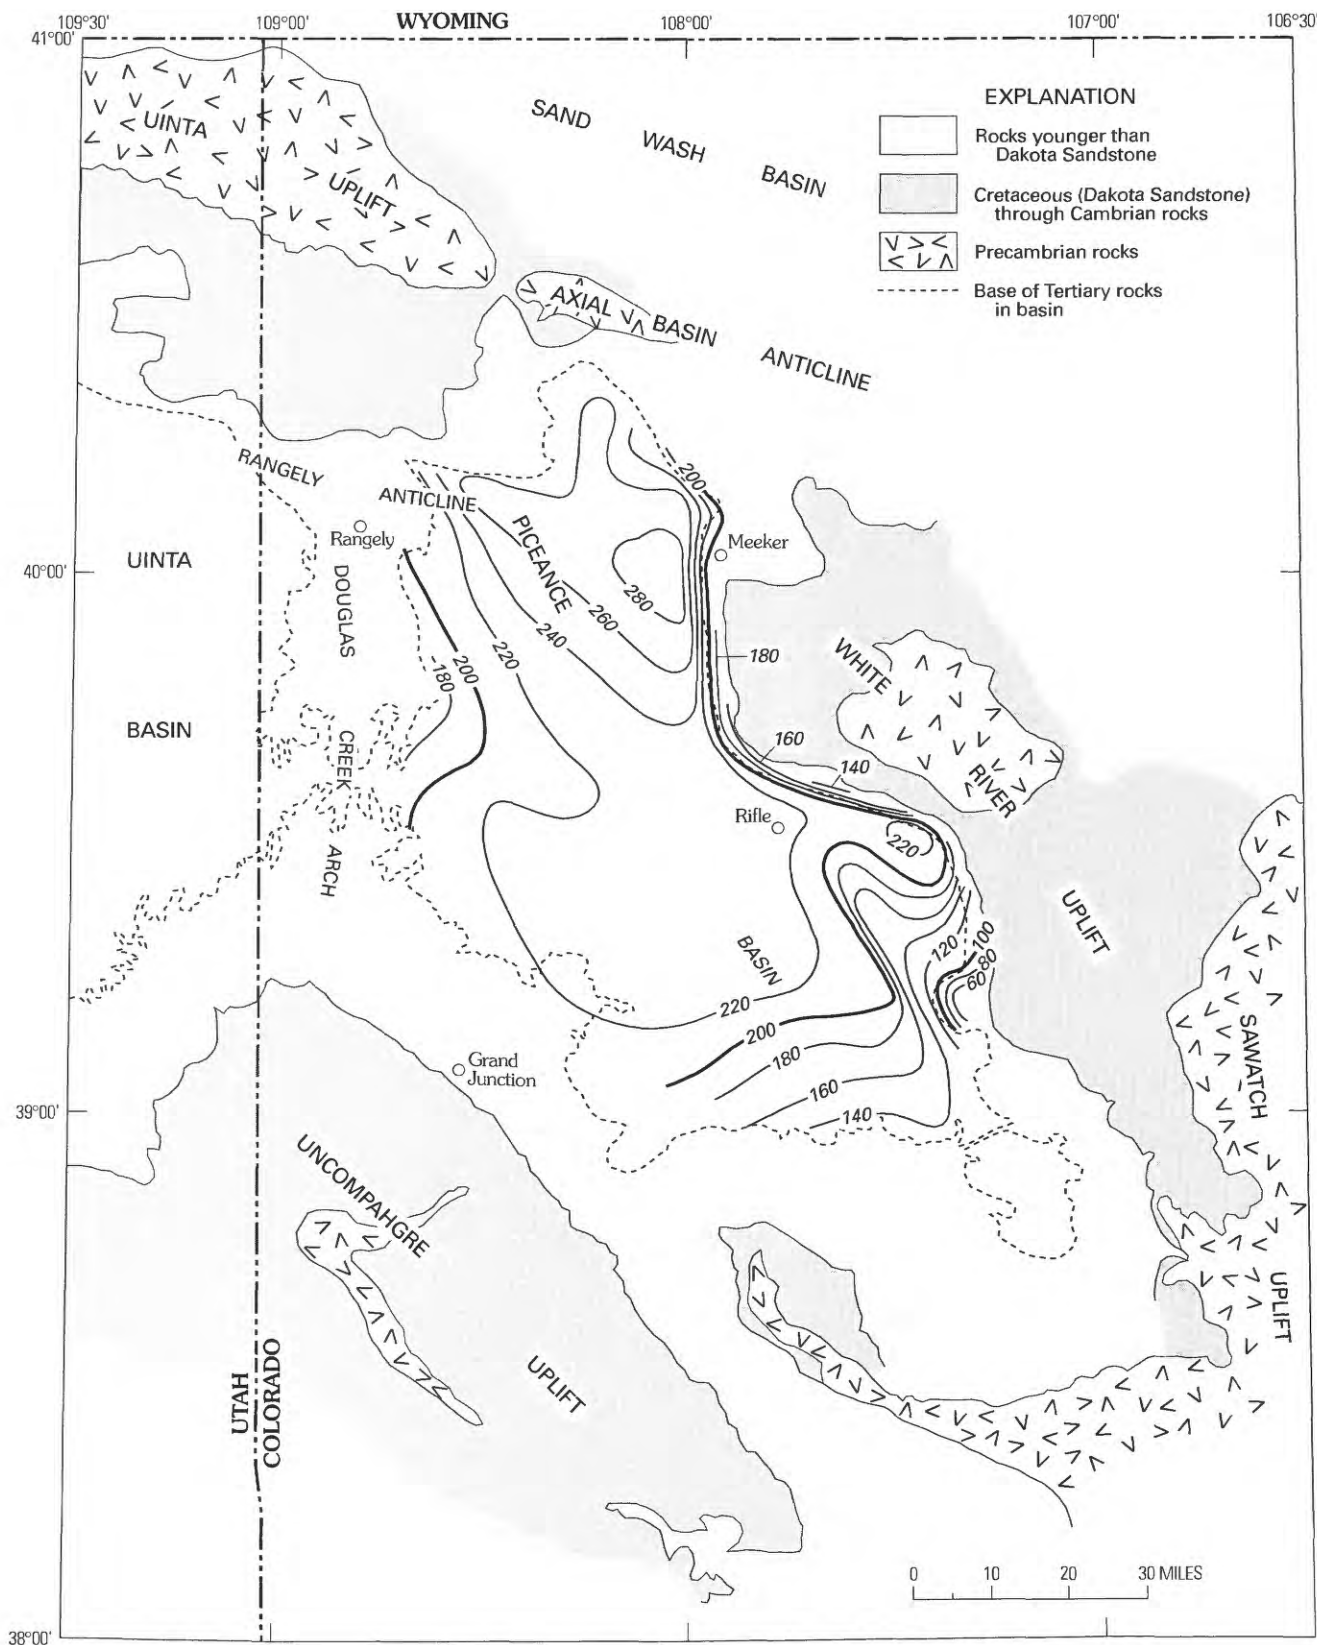 109°30'
109°00'
WYOMING
108°00'
107°00'
106°30'
41°00'
EXPLANATION
Rocks younger than
Dakota Sandstone
Cretaceous (Dakota Sandstone)
through Cambrian rocks
Precambrian rocks
Base of Tertiary rocks
in basin
SAND WASH BASIN
UINTA
UPLIFT
AXIAL BASIN ANTICLINE
RANGELY
ANTICLINE
200
Rangely
PICEANCE
Meeker
40°00'
UINTA
DOUGLAS
280
260
240
220
200
180
180
WHITE
RIVER
BASIN
CREEK
160
140
Rifle
220
ARCH
UPLIFT
BASIN
120
100
80
60
220
200
180
160
140
Grand
Junction
39°00'
SAWATCH
UNCOMPAHGRE
UPLIFT
UPLIFT
UTAH
COLORADO
0 10 20 30 MILES
38°00'